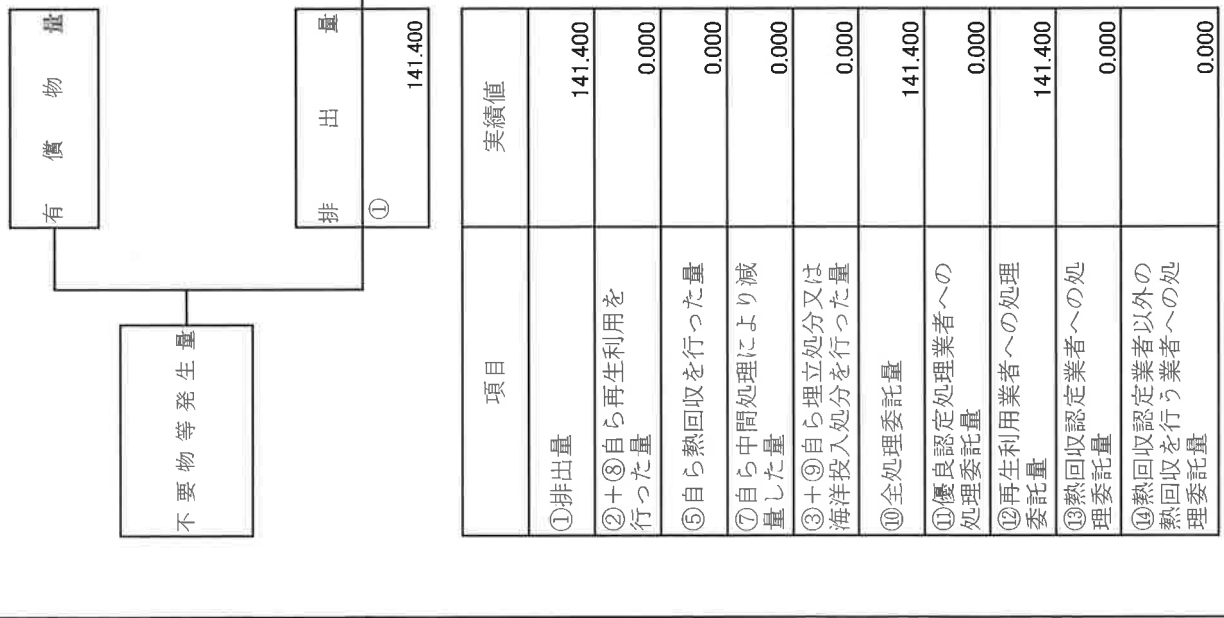 有償物量
不要物等発生量
排出量
①
141.400
項目 実績値
①排出量 141.400
②+⑧自ら再生利用を
行った量 0.000
⑤自ら熱回収を行った量 0.000
⑦自ら中間処理により減
量した量 0.000
③+⑨自ら埋立処分又は
海洋投入処分を行った量 0.000
⑩全処理委託量 141.400
⑪優良認定処理業者への
処理委託量 0.000
⑫再生利用業者への処理
委託量 141.400
⑬熱回収認定業者への処
理委託量 0.000
⑭熱回収認定業者以外の
熱回収を行う業者への処
理委託量 0.000